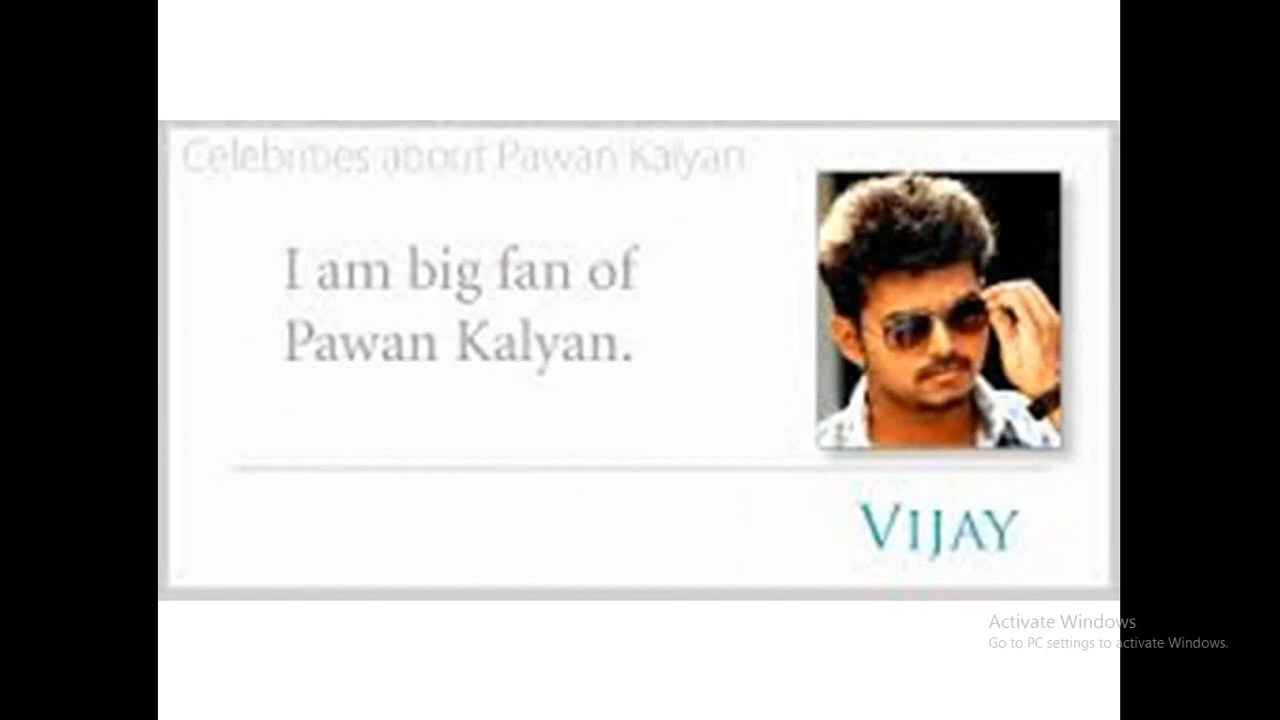 Celebrities about Pawan Kalyan
I am big fan of
Pawan Kalyan.
VIJAY
Activate Windows
Go to PC settings to activate Windows.